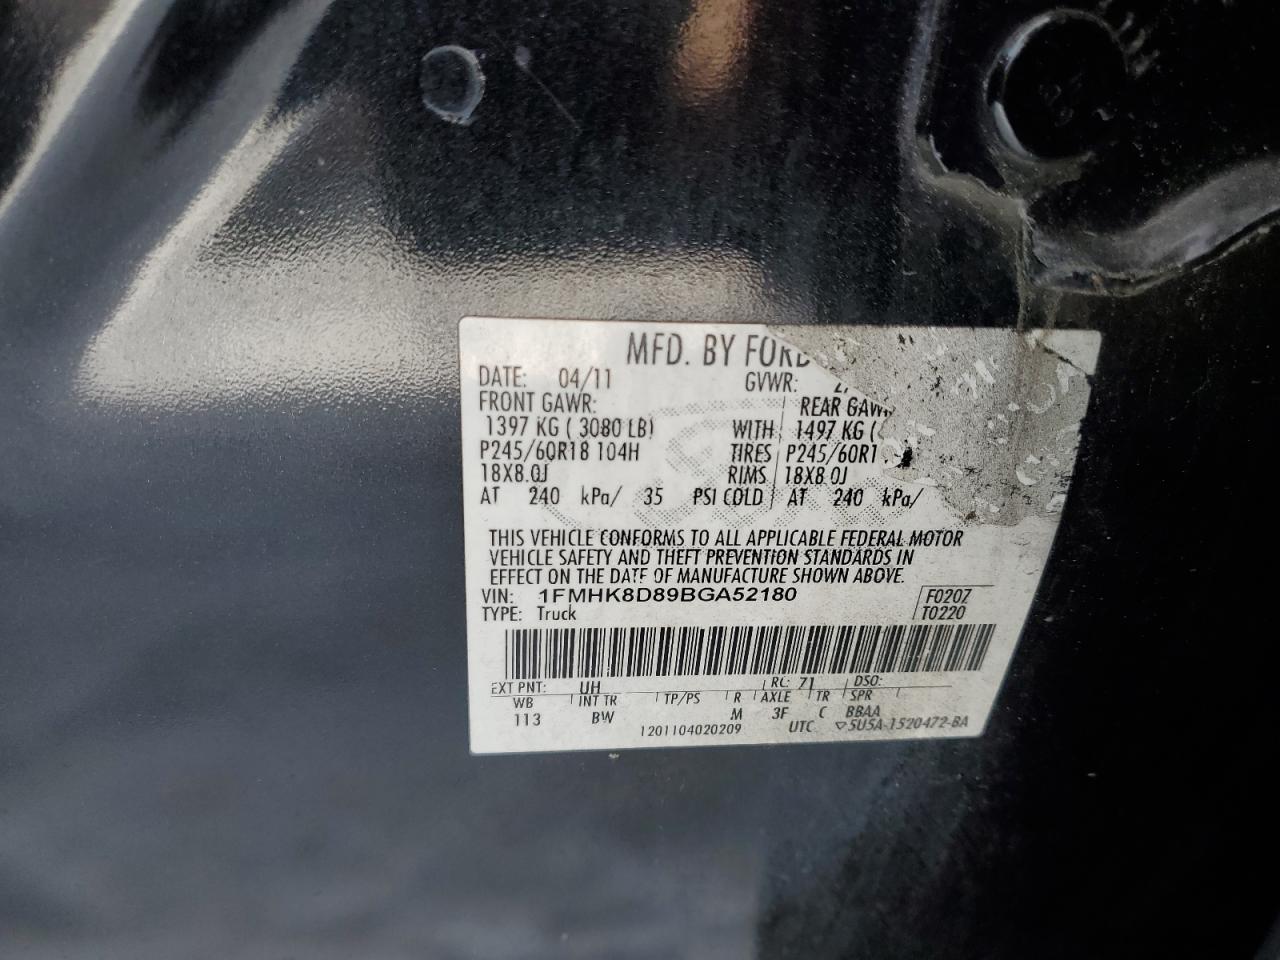 MFD. BY FORD
DATE: 04/11 GVWR:
FRONT GAWR: REAR GAWR
1397 KG ( 3080 LB) WITH 1497 KG (
P245/60R18 104H TIRES P245/60R1
18X8.0J RIMS 18X8.0J
AT 240 kPa/ 35 PSI COLD AT 240 kPa/
THIS VEHICLE CONFORMS TO ALL APPLICABLE FEDERAL MOTOR
VEHICLE SAFETY AND THEFT PREVENTION STANDARDS IN
EFFECT ON THE DATE OF MANUFACTURE SHOWN ABOVE.
VIN: 1FMHK8D89BGA52180 F0207
TYPE: Truck T0220
EXT PNT: UH RC: 71 DSO:
WB INT TR TP/PS R AXLE TR SPR
113 BW M 3F C BBAA
1201104020209 UTC ▽5U5A-1520472-BA